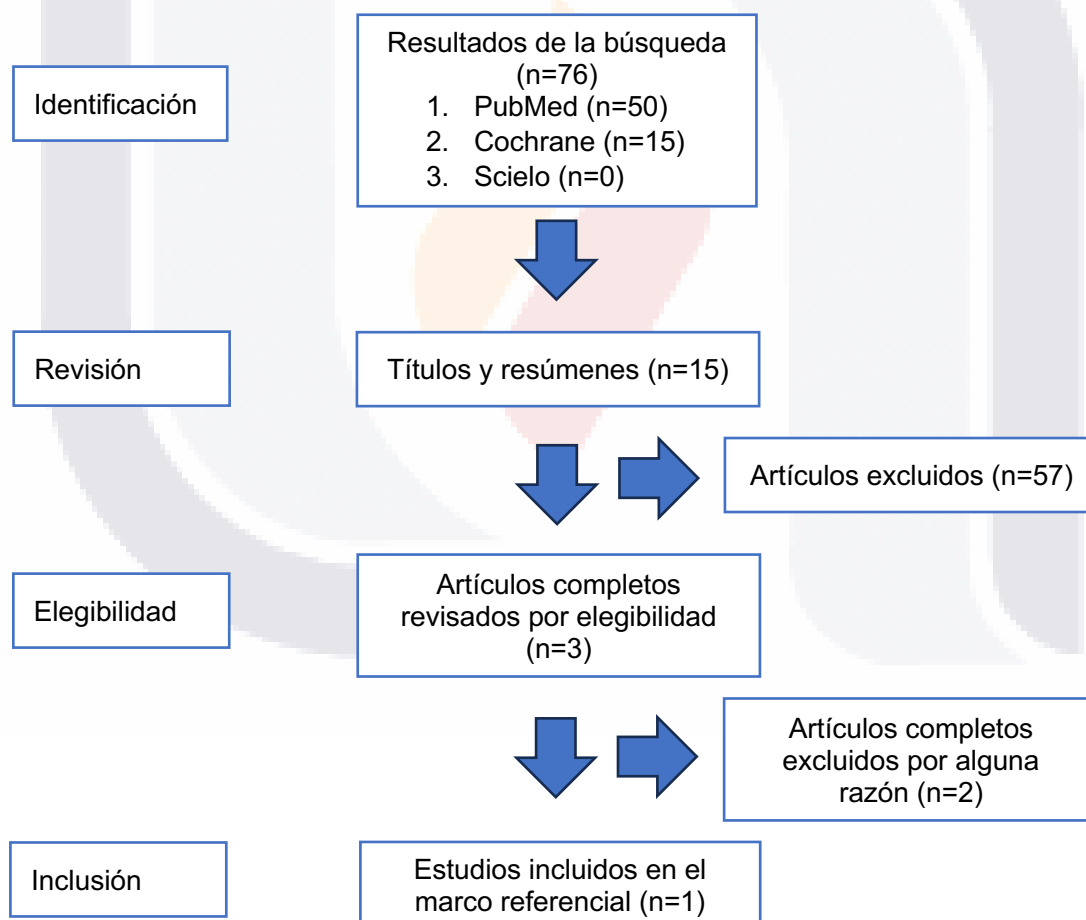 Identificación
Resultados de la búsqueda
(n=76)
1. PubMed (n=50)
2. Cochrane (n=15)
3. Scielo (n=0)
Revisión
Títulos y resúmenes (n=15)
Artículos excluidos (n=57)
Elegibilidad
Artículos completos
revisados por elegibilidad
(n=3)
Artículos completos
excluidos por alguna
razón (n=2)
Inclusión
Estudios incluidos en el
marco referencial (n=1)